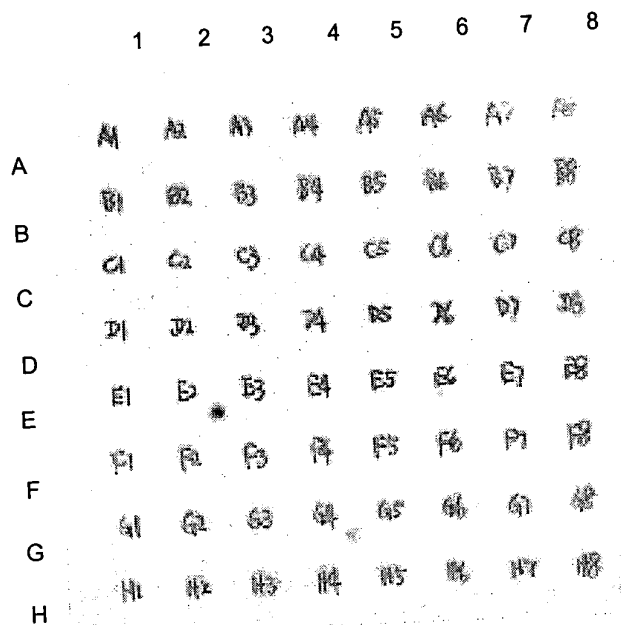 1 2 3 4 5 6 7 8
A1 A2 A3 A4 A5 A6 A7 A8
A
B1 B2 B3 B4 B5 B6 B7 B8
B
C1 C2 C3 C4 C5 C6 C7 C8
C
D1 D2 D3 D4 D5 D6 D7 D8
D
E1 E2 E3 E4 E5 E6 E7 E8
E
F1 F2 F3 F4 F5 F6 F7 F8
F
G1 G2 G3 G4 G5 G6 G7 G8
G
H1 H2 H3 H4 H5 H6 H7 H8
H